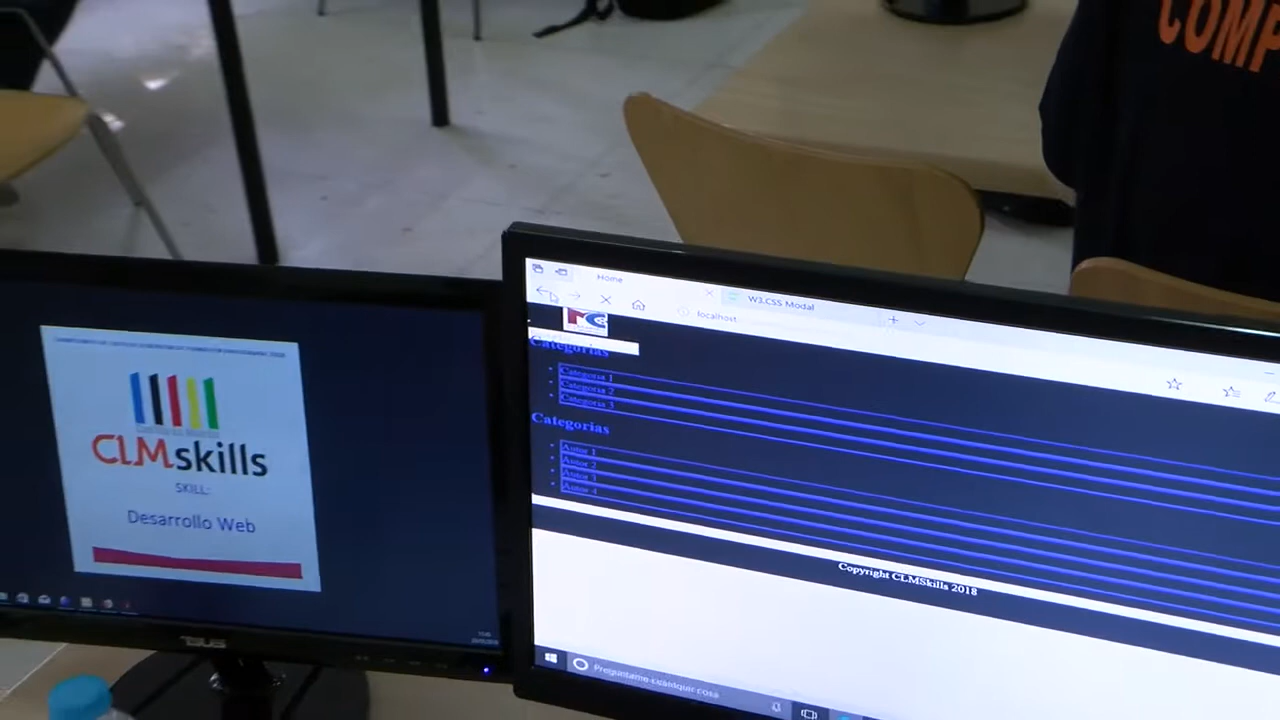 COMP
CLMskills
SKILL:
Desarrollo Web
ASUS
Home
W3.CSS Modal
localhost
Categorias
Categoria 1
Categoria 2
Categoria 3
Categorias
Autor 1
Autor 2
Autor 3
Autor 4
Copyright CLMSkills 2018
Pregúntame cualquier cosa